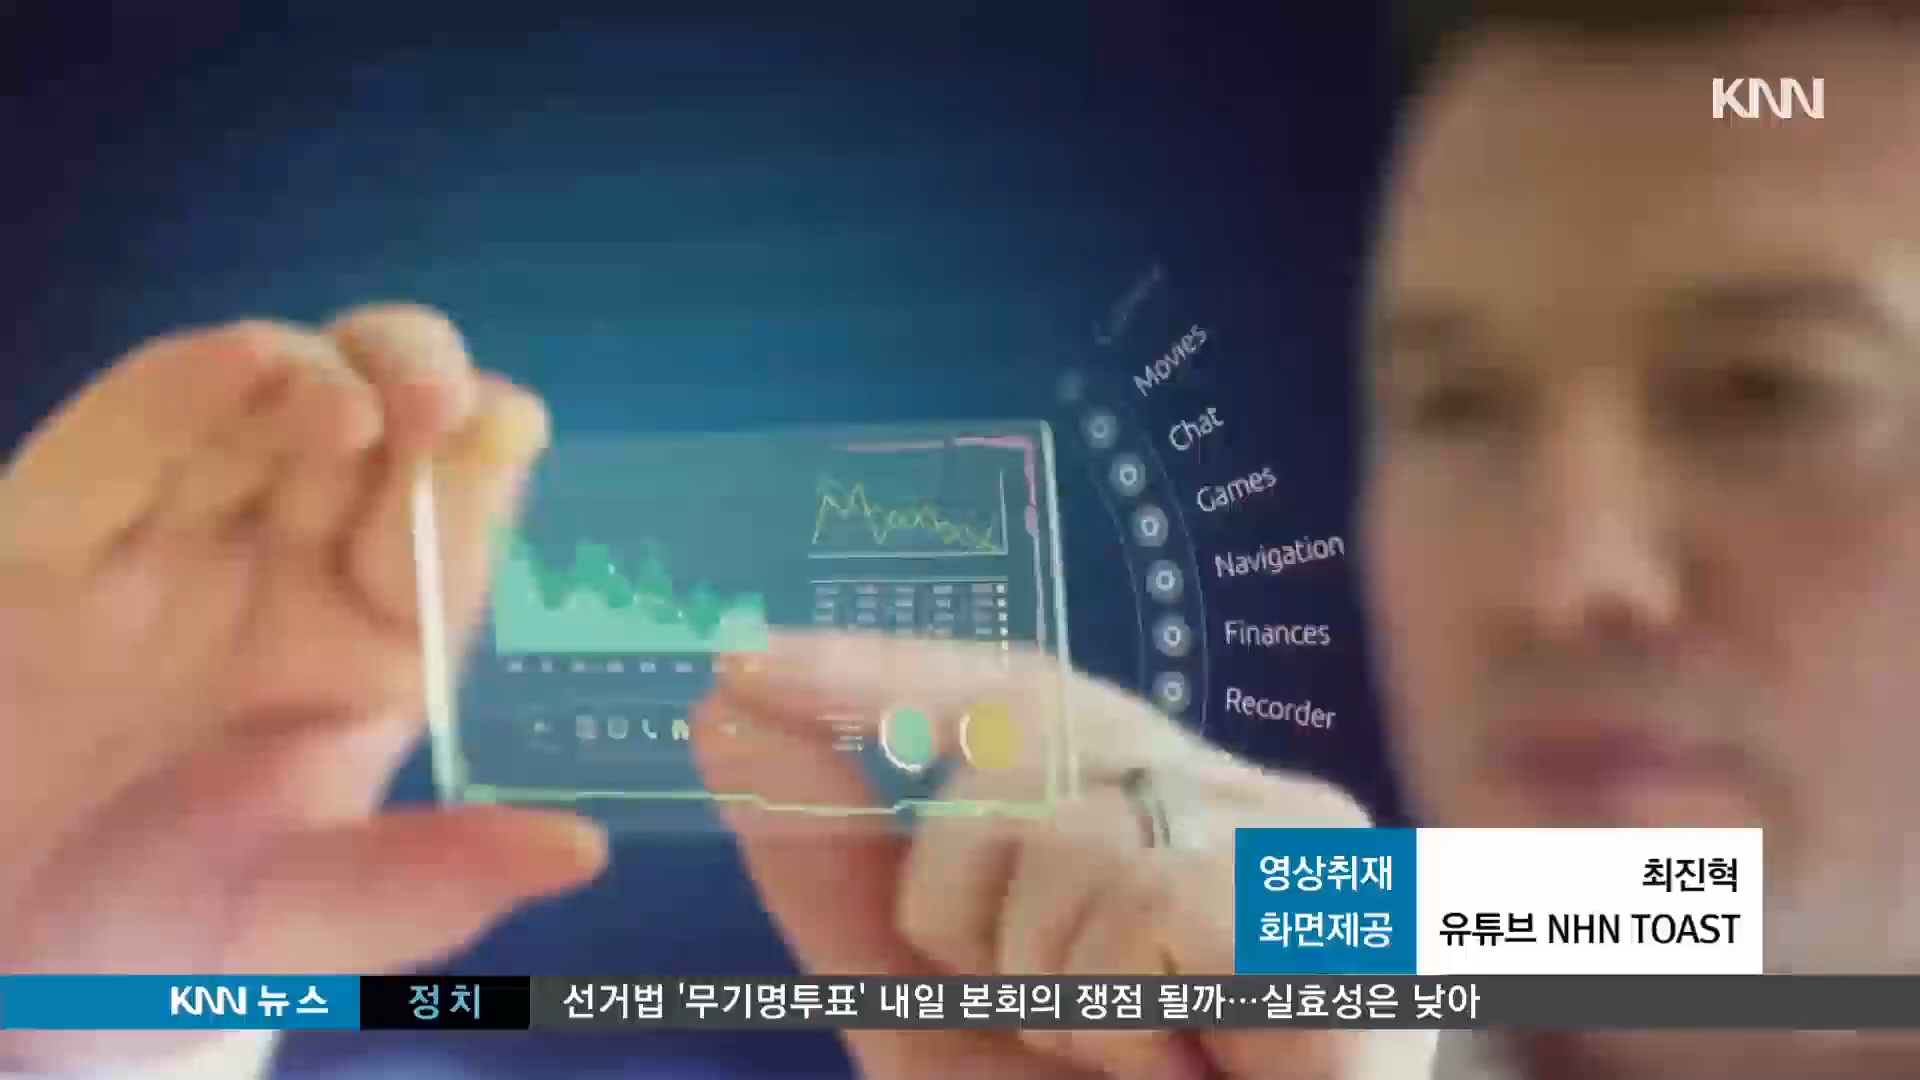 KNN
Movies
Chat
Games
Navigation
Finances
Recorder
영상취재 최진혁
화면제공 유튜브 NHN TOAST
KNN 뉴스 정치 선거법 '무기명투표' 내일 본회의 쟁점 될까…실효성은 낮아